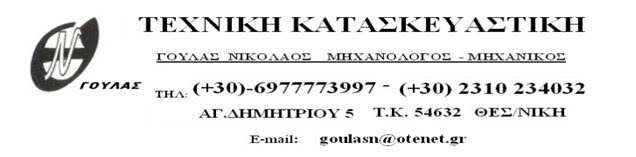 ΤΕΧΝΙΚΗ ΚΑΤΑΣΚΕΥΑΣΤΙΚΗ
ΓΟΥΛΑΣ ΝΙΚΟΛΑΟΣ ΜΗΧΑΝΟΛΟΓΟΣ - ΜΗΧΑΝΙΚΟΣ
ΓΟΥΛΑΣ
ΤΗΛ: (+30)-6977773997 - (+30) 2310 234032
ΑΓ.ΔΗΜΗΤΡΙΟΥ 5 Τ.Κ. 54632 ΘΕΣ/ΝΙΚΗ
E-mail: goulasn@otenet.gr